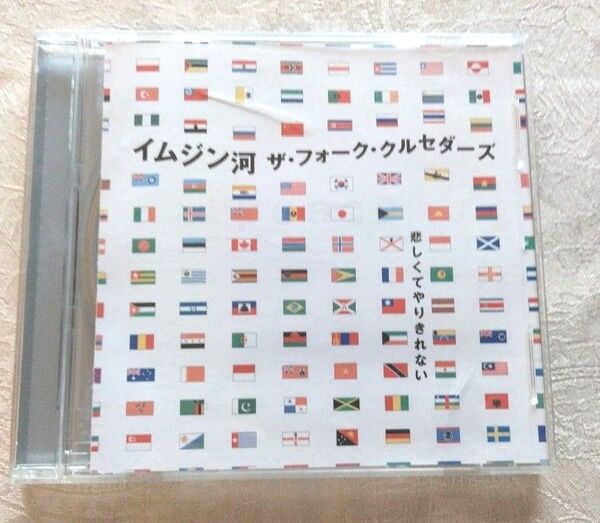 イムジン河 ザ・フォーク・クルセダーズ
悲しくてやりきれない